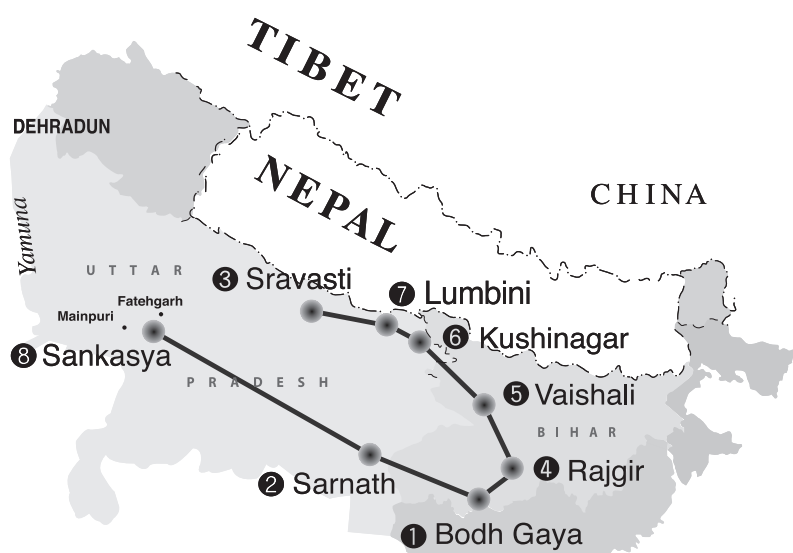 TIBET
DEHRADUN
NEPAL
CHINA
Yamuna
UTTAR
❸ Sravasti
❼ Lumbini
Fatehgarh
Mainpuri
❻ Kushinagar
❽ Sankasya
PRADESH
❺ Vaishali
BIHAR
❹ Rajgir
❷ Sarnath
❶ Bodh Gaya